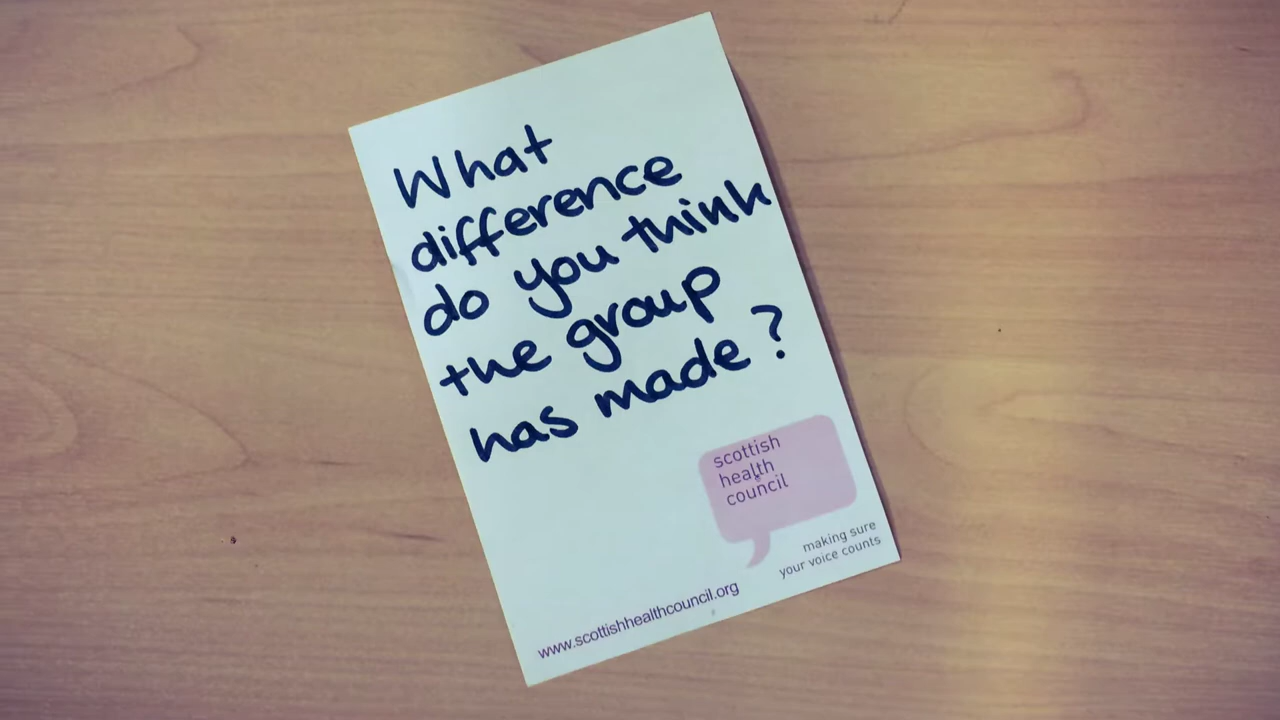 What
difference
do you think
the group
has made?
scottish
health
council
making sure
your voice counts
www.scottishhealthcouncil.org